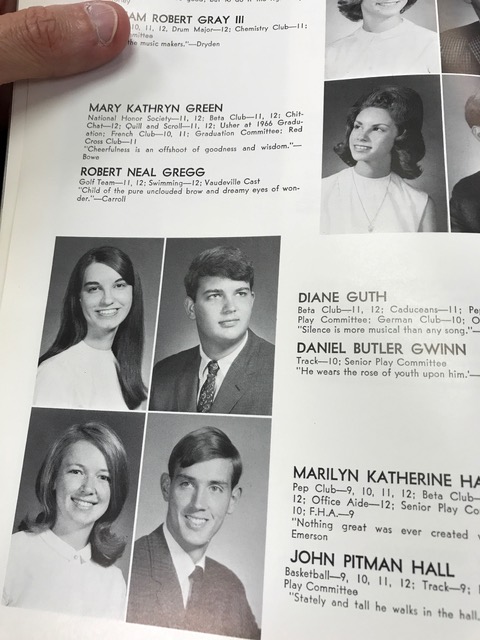 AM ROBERT GRAY III
10, 11, 12, Drum Major—12; Chemistry Club—11;
mittee
the music makers."—Dryden
MARY KATHRYN GREEN
National Honor Society—11, 12; Beta Club—11, 12; Chit-
Chat—12; Quill and Scroll—11, 12; Usher at 1966 Gradu-
ation; French Club—10, 11; Graduation Committee; Red
Cross Club—11
"Cheerfulness is an offshoot of goodness and wisdom."—
Bowe
ROBERT NEAL GREGG
Golf Team—11, 12; Swimming—12; Vaudeville Cast
"Child of the pure unclouded brow and dreamy eyes of won-
der."—Carroll
DIANE GUTH
Beta Club—11, 12; Caduceans—11; Pe
Play Committee; German Club—10; O
"Silence is more musical than any song."—
DANIEL BUTLER GWINN
Track—10; Senior Play Committee
"He wears the rose of youth upon him.'—
MARILYN KATHERINE HA
Pep Club—9, 10, 11, 12; Beta Club—
12; Office Aide—12; Senior Play Co
10; F.H.A.—9
"Nothing great was ever created
Emerson
JOHN PITMAN HALL
Basketball—9, 10, 11, 12; Track—9;
Play Committee
"Stately and tall he walks in the hall,